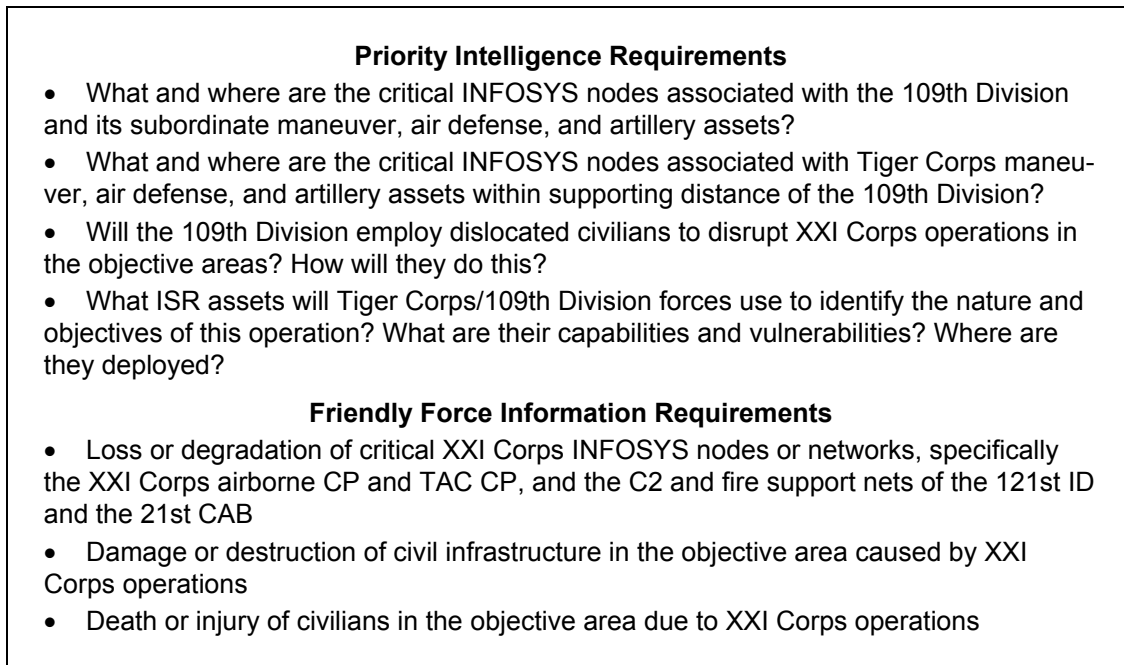 Priority Intelligence Requirements
• What and where are the critical INFOSYS nodes associated with the 109th Division
and its subordinate maneuver, air defense, and artillery assets?
• What and where are the critical INFOSYS nodes associated with Tiger Corps maneu-
ver, air defense, and artillery assets within supporting distance of the 109th Division?
• Will the 109th Division employ dislocated civilians to disrupt XXI Corps operations in
the objective areas? How will they do this?
• What ISR assets will Tiger Corps/109th Division forces use to identify the nature and
objectives of this operation? What are their capabilities and vulnerabilities? Where are
they deployed?
Friendly Force Information Requirements
• Loss or degradation of critical XXI Corps INFOSYS nodes or networks, specifically
the XXI Corps airborne CP and TAC CP, and the C2 and fire support nets of the 121st ID
and the 21st CAB
• Damage or destruction of civil infrastructure in the objective area caused by XXI
Corps operations
• Death or injury of civilians in the objective area due to XXI Corps operations